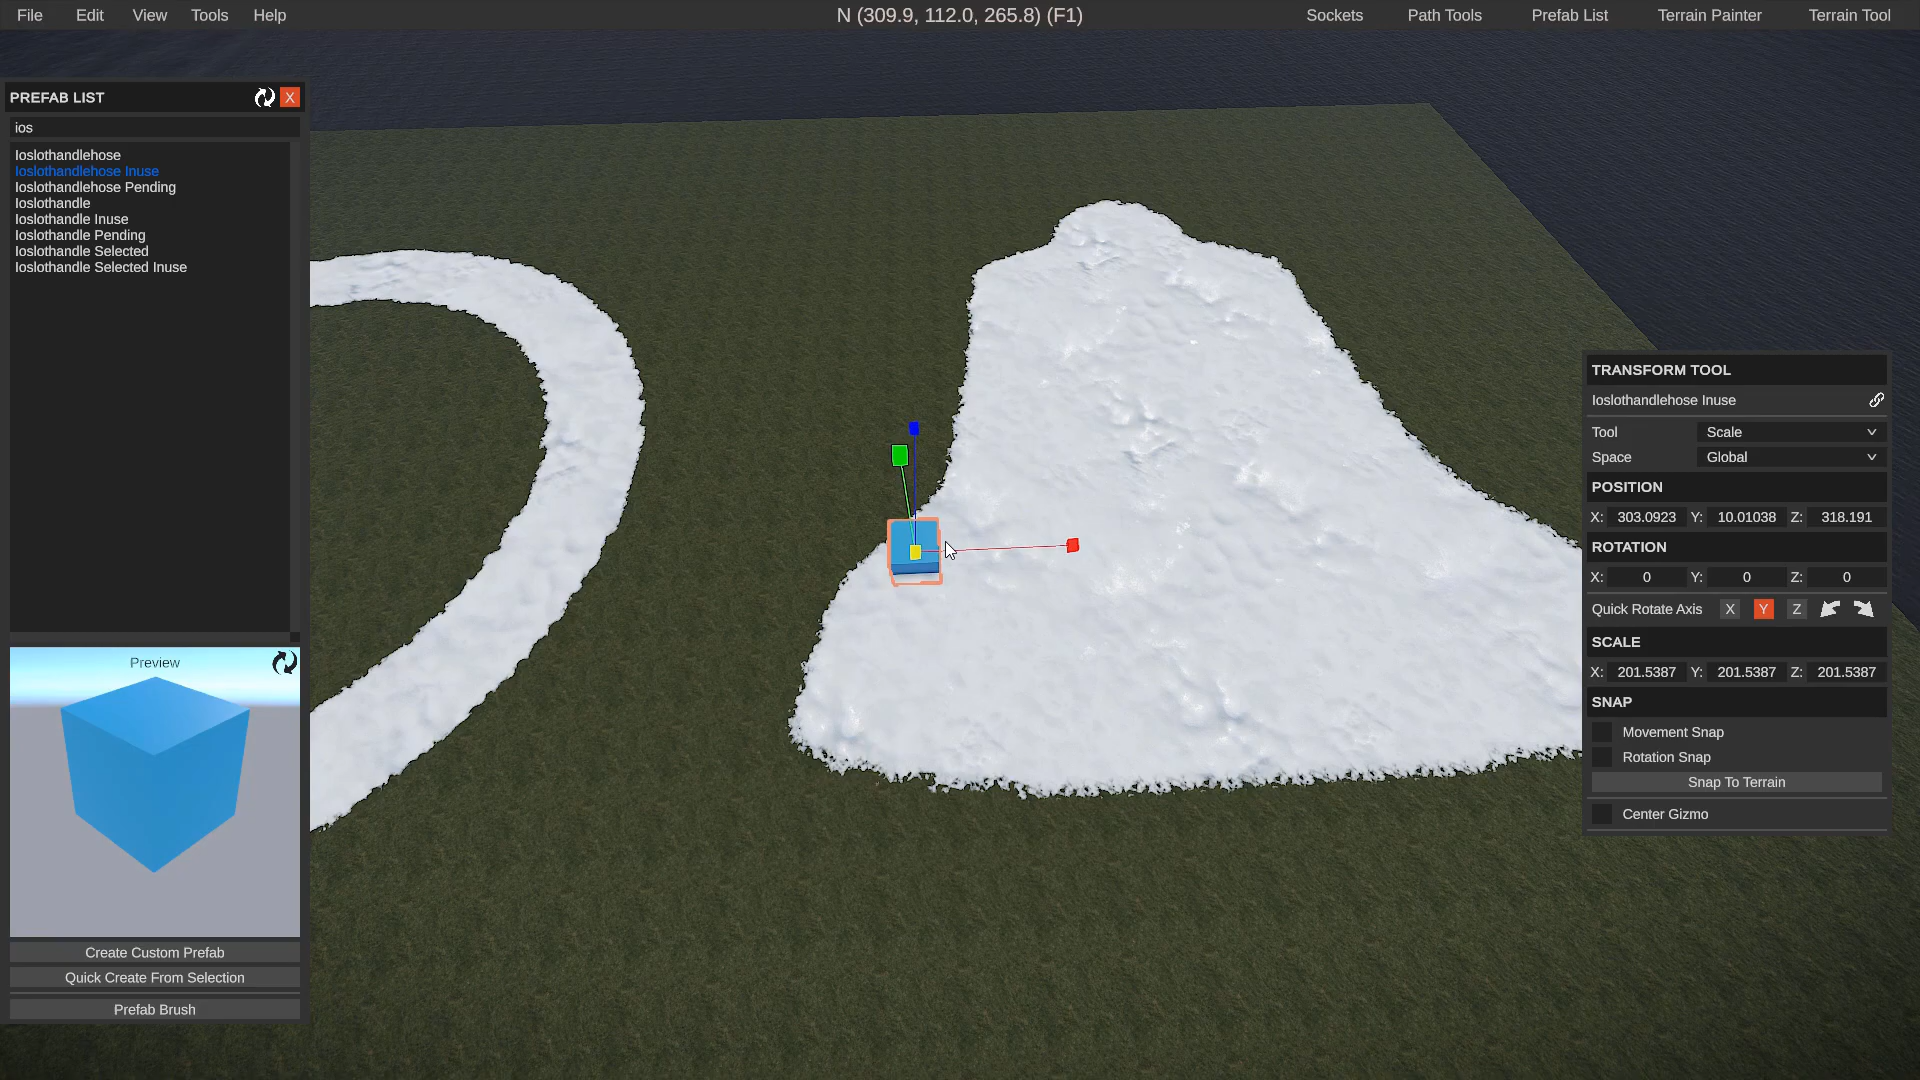 File Edit View Tools Help N (309.9, 112.0, 265.8) (F1) Sockets Path Tools Prefab List Terrain Painter Terrain Tool
PREFAB LIST X
ios
Ioslothandlehose
Ioslothandlehose Inuse
Ioslothandlehose Pending
Ioslothandle
Ioslothandle Inuse
Ioslothandle Pending
Ioslothandle Selected
Ioslothandle Selected Inuse
Preview
Create Custom Prefab
Quick Create From Selection
Prefab Brush
TRANSFORM TOOL
Ioslothandlehose Inuse
Tool Scale
Space Global
POSITION
X: 303.0923 Y: 10.01038 Z: 318.191
ROTATION
X: 0 Y: 0 Z: 0
Quick Rotate Axis X Y Z
SCALE
X: 201.5387 Y: 201.5387 Z: 201.5387
SNAP
Movement Snap
Rotation Snap
Snap To Terrain
Center Gizmo